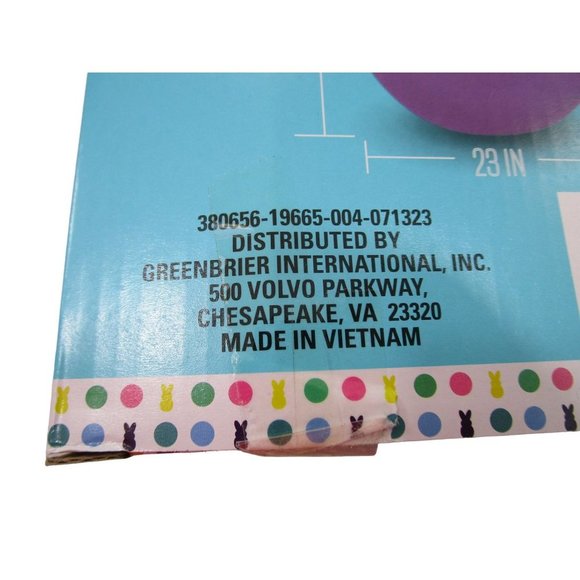 23 IN
380656-19665-004-071323
DISTRIBUTED BY
GREENBRIER INTERNATIONAL, INC.
500 VOLVO PARKWAY,
CHESAPEAKE, VA 23320
MADE IN VIETNAM